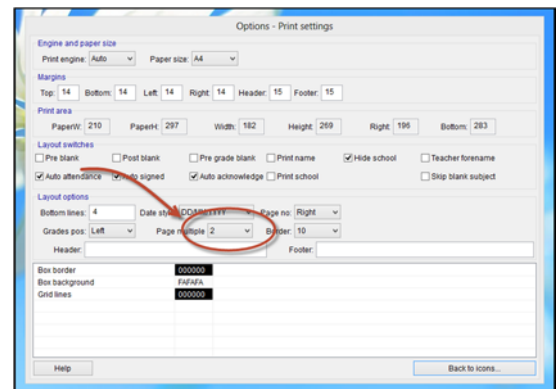 Options - Print settings
Engine and paper size
Print engine: Auto Paper size: A4
Margins
Top: 14 Bottom: 14 Left: 14 Right: 14 Header: 15 Footer: 15
Print area
PaperW: 210 PaperH: 297 Width: 182 Height: 269 Right: 196 Bottom: 283
Layout switches
Pre blank Post blank Pre grade blank Print name Hide school Teacher forename
Auto attendance signed Auto acknowledge Print school Skip blank subject
Layout options
Bottom lines: 4 Date style: Page no: Right
Grades pos: Left Page multiple 2 Border: 10
Header: Footer:
Box border 000000
Box background FAFAFA
Grid lines 000000
Help Back to icons...